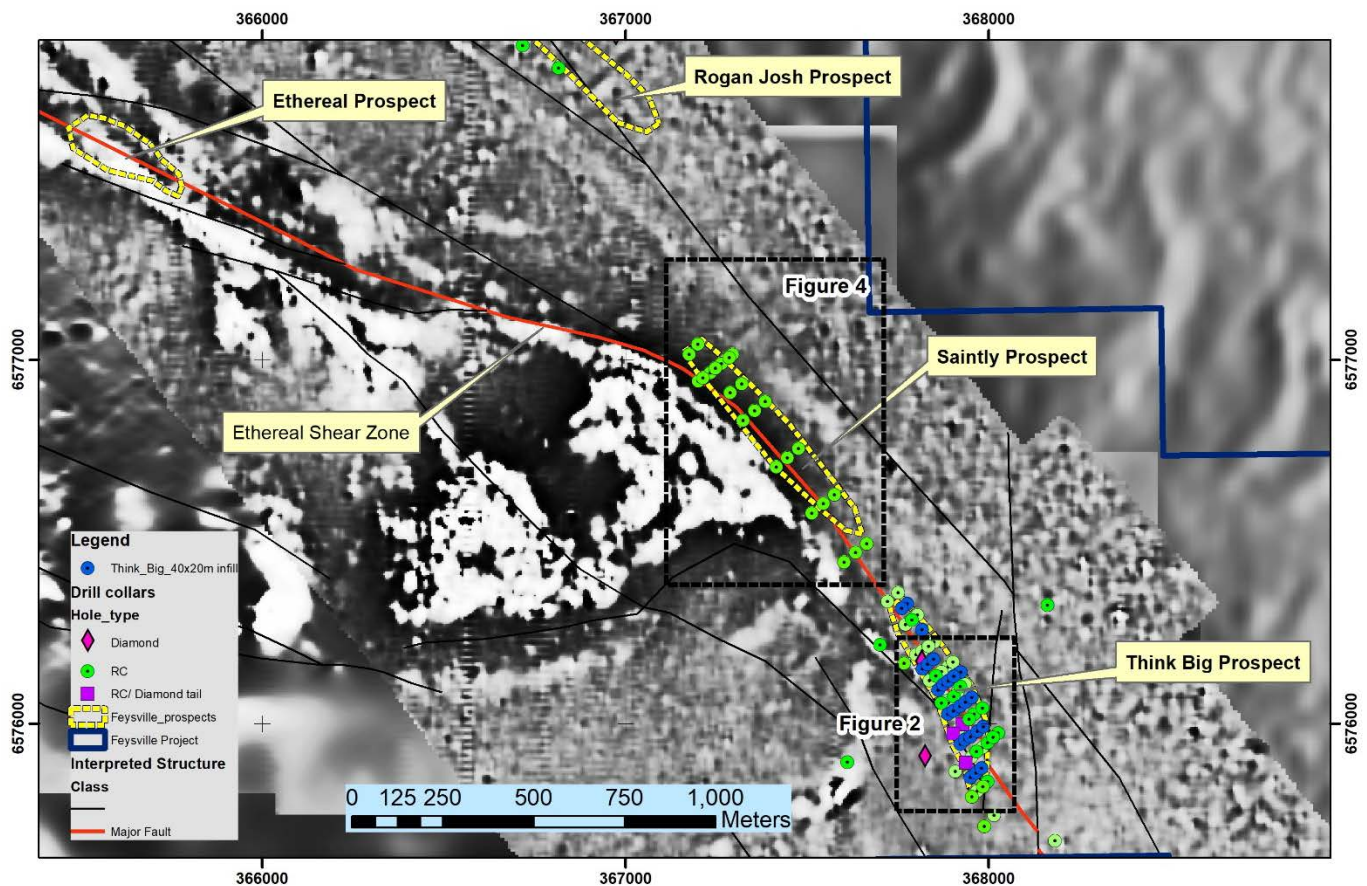 366000 367000 368000
Rogan Josh Prospect
Ethereal Prospect
Figure 4
6577000
6577000
Saintly Prospect
Ethereal Shear Zone
Legend
Think_Big_40x20m infill
Drill collars
Hole_type
Diamond
RC
RC/ Diamond tail
Feysville_prospects
Feysville Project
Interpreted Structure
Class
Major Fault
Think Big Prospect
Figure 2
6576000
6576000
0 125 250 500 750 1,000
Meters
366000 367000 368000